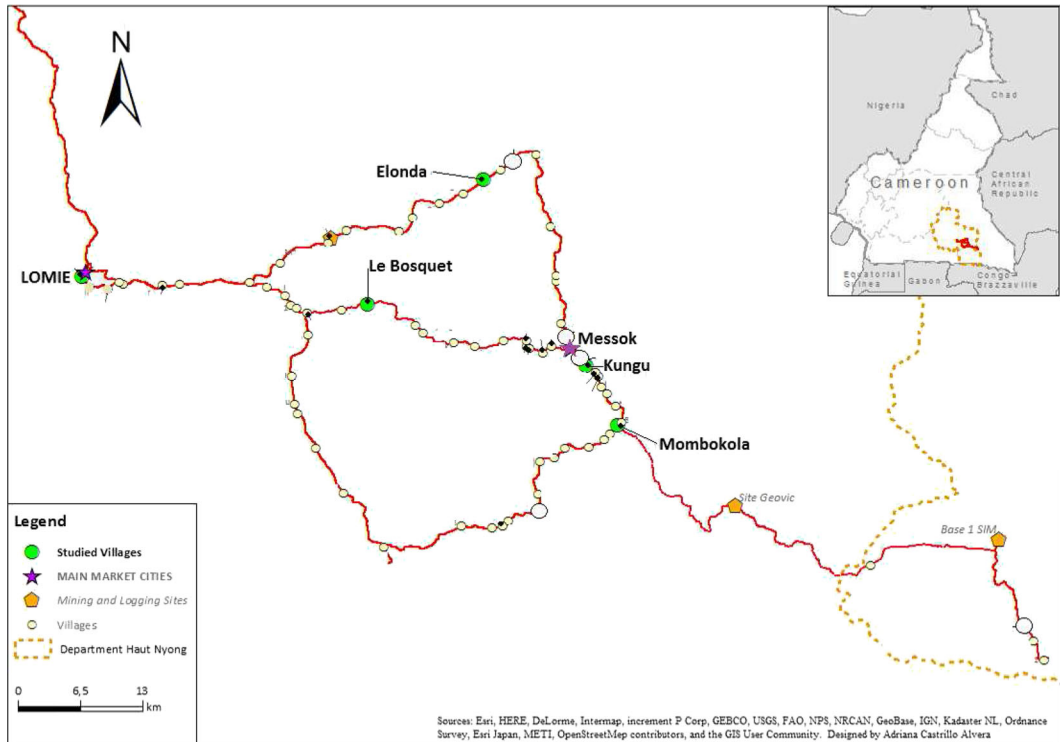 N
Nigeria
Chad
Cameroon
Central
African
Republic
Equatorial
Guinea
Gabon
Congo-
Brazzaville
Elonda
Le Bosquet
LOMIE
Messok
Kungu
Mombokola
Site Geovic
Base 1 SIM
Legend
Studied Villages
MAIN MARKET CITIES
Mining and Logging Sites
Villages
Department Haut Nyong
0 6,5 13
km
Sources: Esri, HERE, DeLorme, Intermap, increment P Corp, GEBCO, USGS, FAO, NPS, NRCAN, GeoBase, IGN, Kadaster NL, Ordnance
Survey, Esri Japan, METI, OpenStreetMep contributors, and the GIS User Community. Designed by Adriana Castrillo Alvera